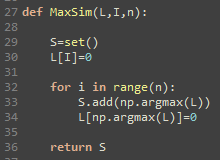 27 def MaxSim(L,I,n):
28
29     S=set()
30     L[I]=0
31
32     for i in range(n):
33         S.add(np.argmax(L))
34         L[np.argmax(L)]=0
35
36     return S